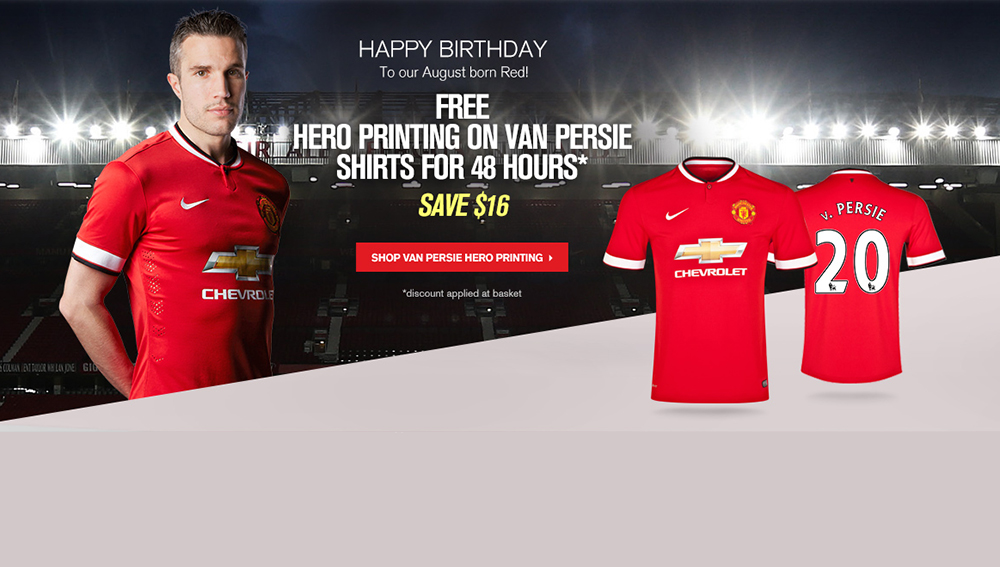 HAPPY BIRTHDAY
To our August born Red!
FREE
HERO PRINTING ON VAN PERSIE
SHIRTS FOR 48 HOURS*
SAVE $16
SHOP VAN PERSIE HERO PRINTING
*discount applied at basket
CHEVROLE
CHEVROLET
V. PERSIE
20